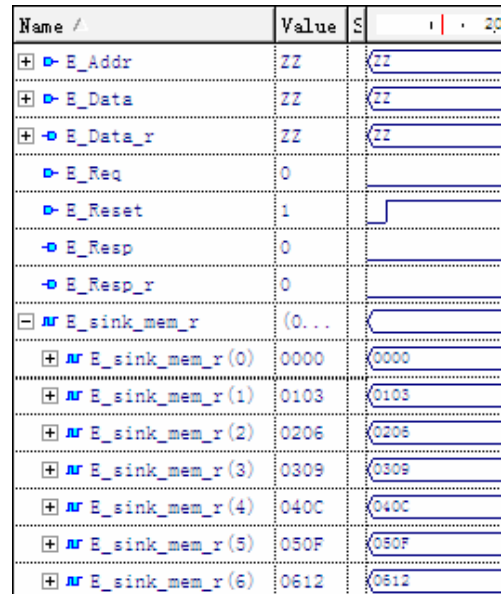 Name / Value S 20
E_Addr ZZ ZZ
E_Data ZZ ZZ
E_Data_r ZZ ZZ
E_Req 0
E_Reset 1
E_Resp 0
E_Resp_r 0
E_sink_mem_r (0...
E_sink_mem_r(0) 0000 0000
E_sink_mem_r(1) 0103 0103
E_sink_mem_r(2) 0206 0206
E_sink_mem_r(3) 0309 0309
E_sink_mem_r(4) 040C 040C
E_sink_mem_r(5) 050F 050F
E_sink_mem_r(6) 0612 0612